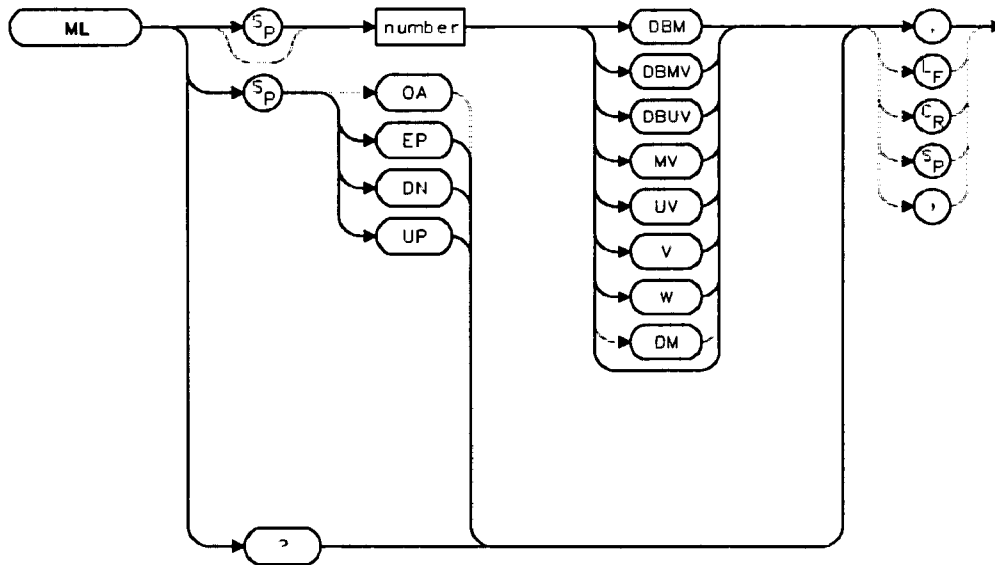 ML
SP
number
DBM
DBMV
DBUV
MV
UV
V
W
DM
SP
OA
EP
DN
UP
?
,
LF
CR
SP
,